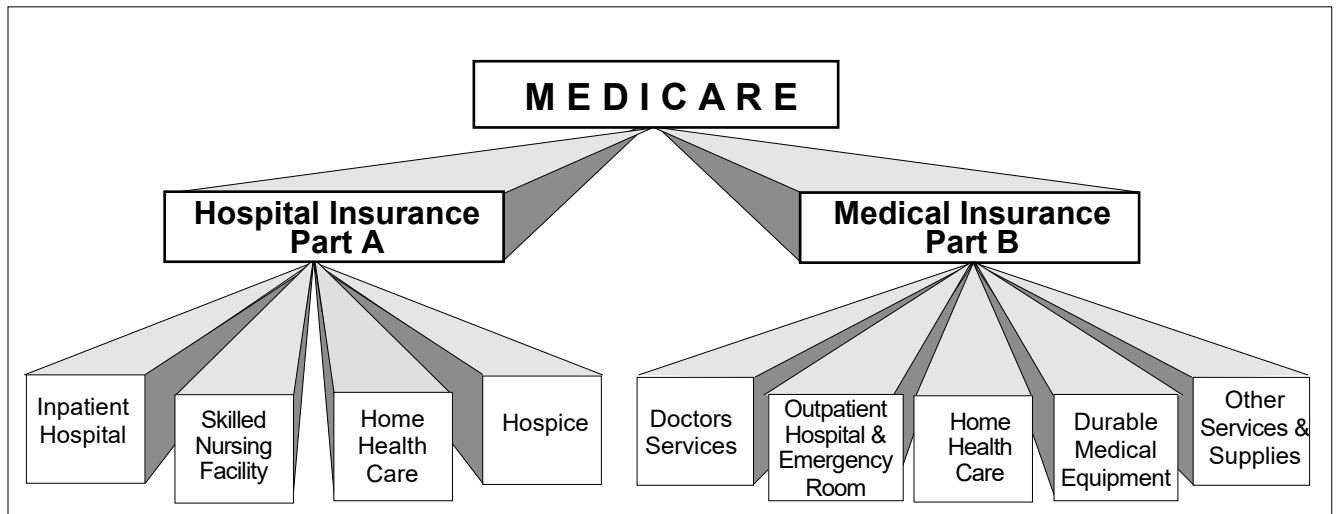 MEDICARE
Hospital Insurance
Part A
Medical Insurance
Part B
Inpatient
Hospital
Skilled
Nursing
Facility
Home
Health
Care
Hospice
Doctors
Services
Outpatient
Hospital &
Emergency
Room
Home
Health
Care
Durable
Medical
Equipment
Other
Services &
Supplies